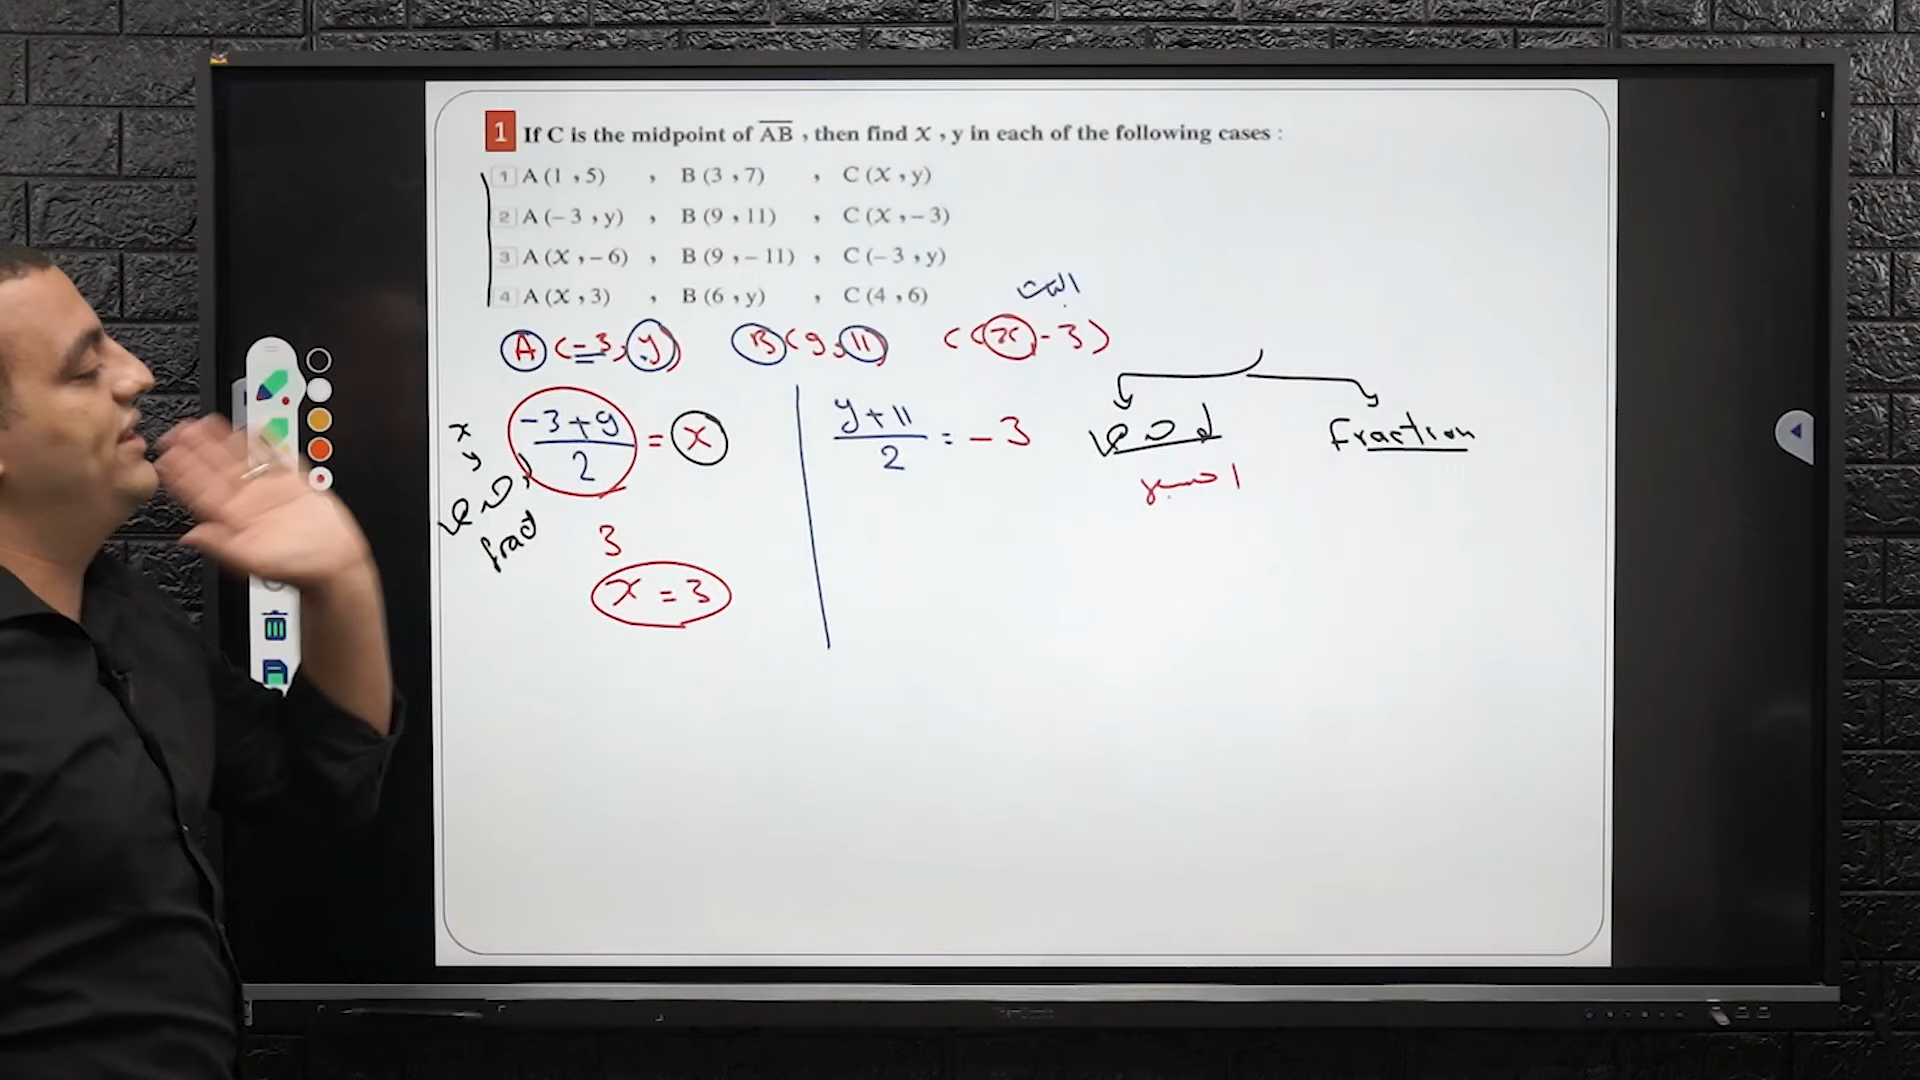 1 If C is the midpoint of AB , then find X , y in each of the following cases :
1 A (1 , 5) , B (3 , 7) , C (X , y)
2 A (– 3 , y) , B (9 , 11) , C (X , – 3)
3 A (X , – 6) , B (9 , – 11) , C (– 3 , y)
4 A (X , 3) , B (6 , y) , C (4 , 6)
A (-3, y) B (9, 11) C (x -3)
-3+9 / 2 = x
y+11 / 2 = -3
Fraction
x
y
fract
3
x = 3